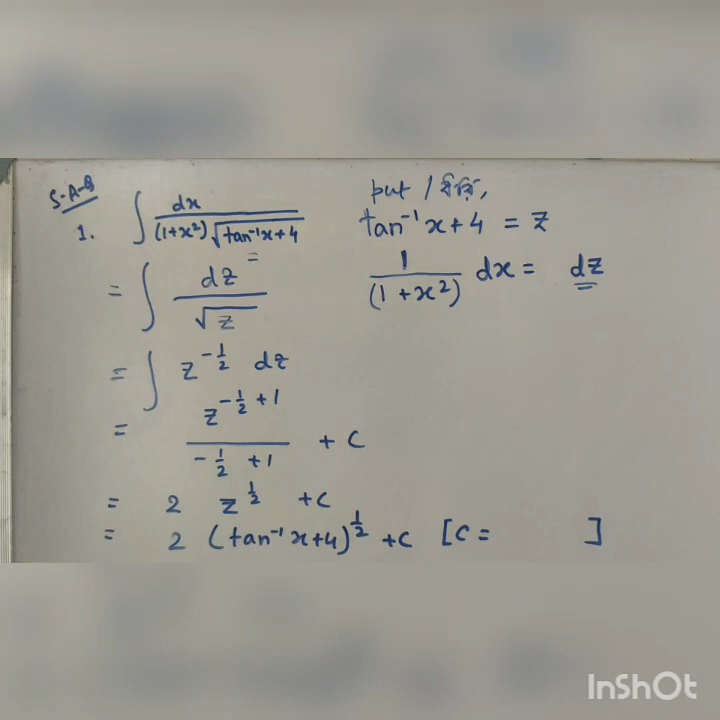 S-A-Q
1. ∫ dx / (1+x²) √tan⁻¹x+4
= ∫ dz / √z
= ∫ z^(-1/2) dz
= z^(-1/2 +1) / (-1/2 +1) + C
= 2 z^(1/2) + C
= 2 (tan⁻¹x+4)^(1/2) + C [C = ]
put / ধরি,
tan⁻¹x+4 = z
1/(1+x²) dx = dz
InShOt